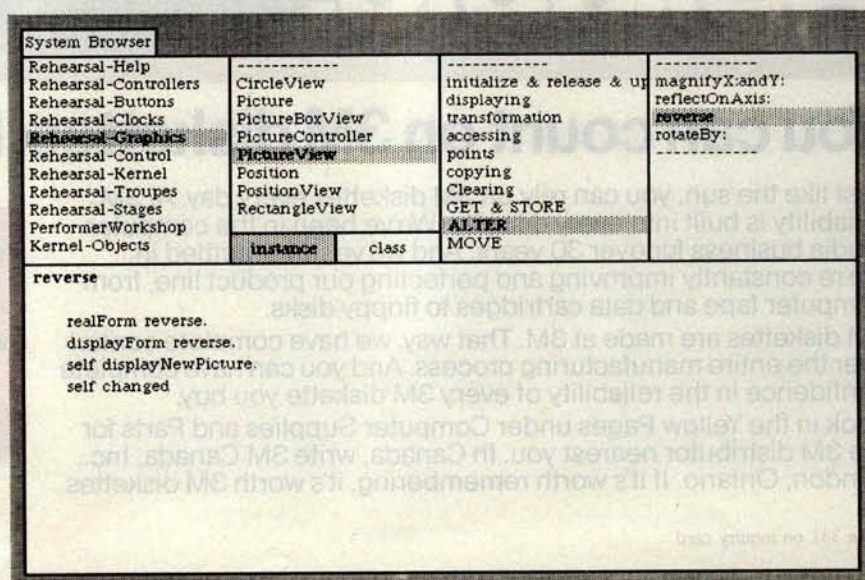 System Browser
Rehearsal-Help
Rehearsal-Controllers
Rehearsal-Buttons
Rehearsal-Clocks
Rehearsal-Graphics
Rehearsal-Control
Rehearsal-Kernel
Rehearsal-Troupes
Rehearsal-Stages
PerformerWorkshop
Kernel-Objects
------------
CircleView
Picture
PictureBoxView
PictureController
PictureView
Position
PositionView
RectangleView
------------
instance class
------------
initialize & release & up
displaying
transformation
accessing
points
copying
Clearing
GET & STORE
ALTER
MOVE
------------
magnifyX:andY:
reflectOnAxis:
reverse
rotateBy:
------------
reverse
realForm reverse.
displayForm reverse.
self displayNewPicture.
self changed